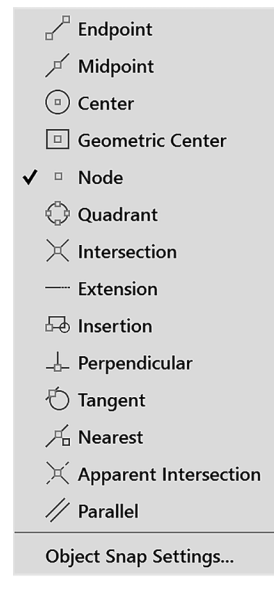 Endpoint
Midpoint
Center
Geometric Center
Node
Quadrant
Intersection
Extension
Insertion
Perpendicular
Tangent
Nearest
Apparent Intersection
Parallel
Object Snap Settings...